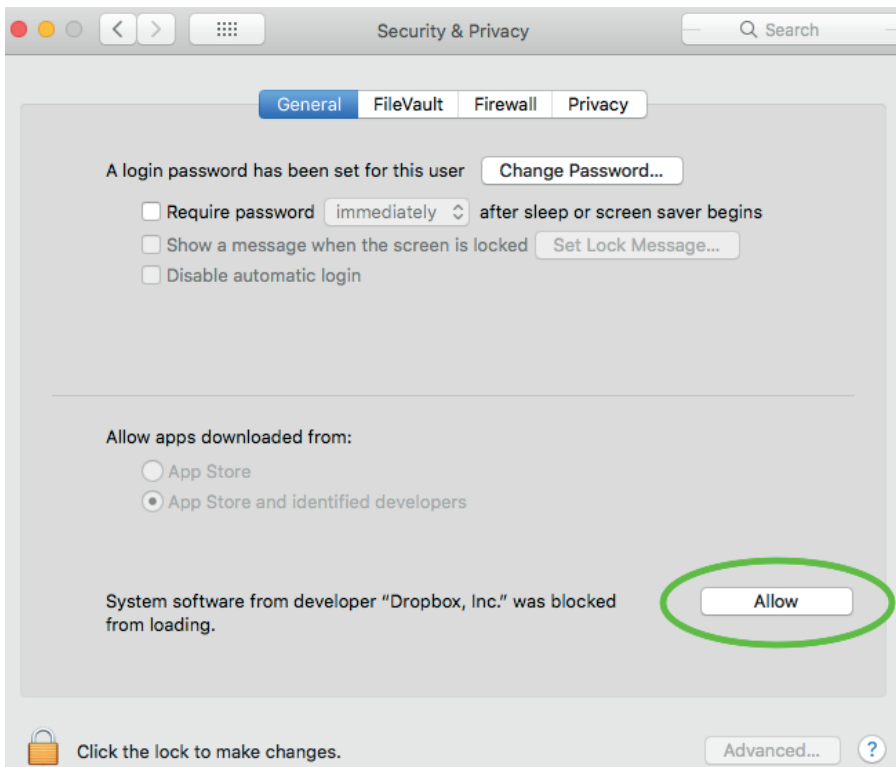 Security & Privacy
Search
General FileVault Firewall Privacy
A login password has been set for this user Change Password...
Require password immediately after sleep or screen saver begins
Show a message when the screen is locked Set Lock Message...
Disable automatic login
Allow apps downloaded from:
App Store
App Store and identified developers
System software from developer “Dropbox, Inc.” was blocked Allow
from loading.
Click the lock to make changes. Advanced... ?